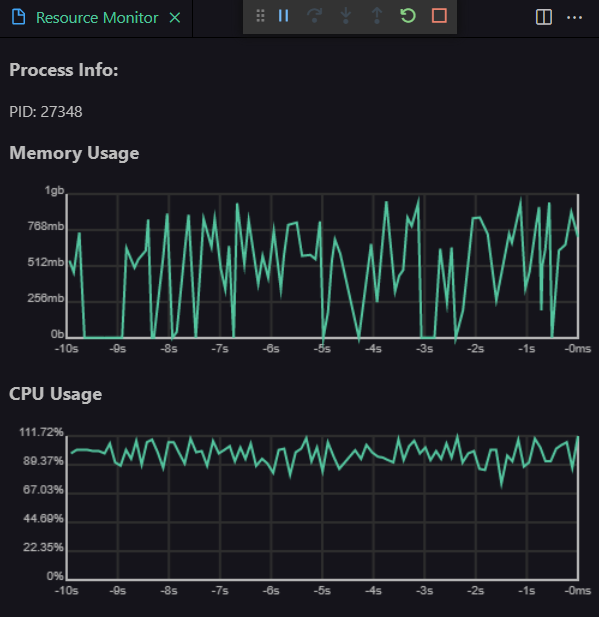 Resource Monitor
Process Info:
PID: 27348
Memory Usage
1gb
768mb
512mb
256mb
0b
-10s -9s -8s -7s -6s -5s -4s -3s -2s -1s -0ms
CPU Usage
111.72%
89.37%
67.03%
44.69%
22.35%
0%
-10s -9s -8s -7s -6s -5s -4s -3s -2s -1s -0ms